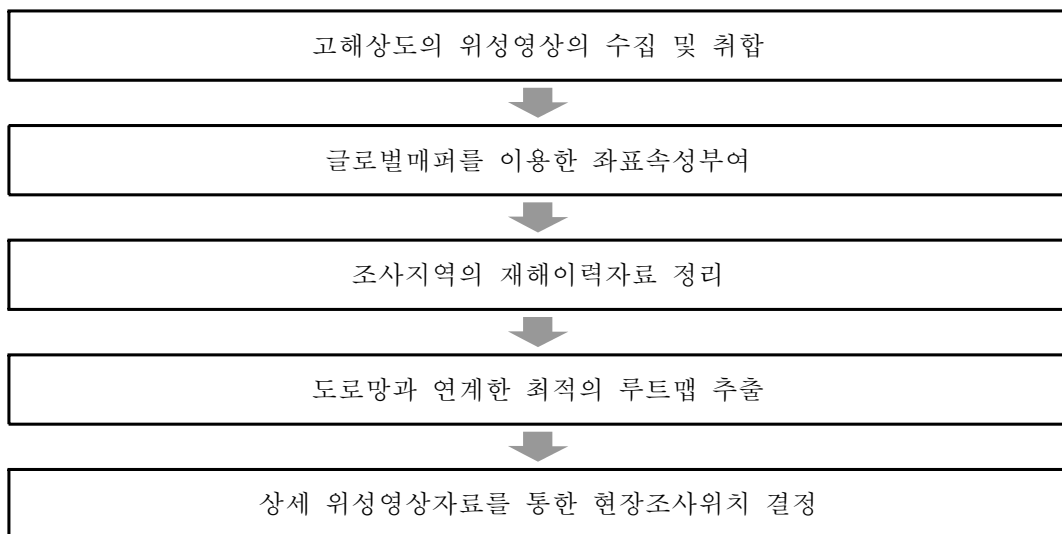 고해상도의 위성영상의 수집 및 취합
글로벌매퍼를 이용한 좌표속성부여
조사지역의 재해이력자료 정리
도로망과 연계한 최적의 루트맵 추출
상세 위성영상자료를 통한 현장조사위치 결정